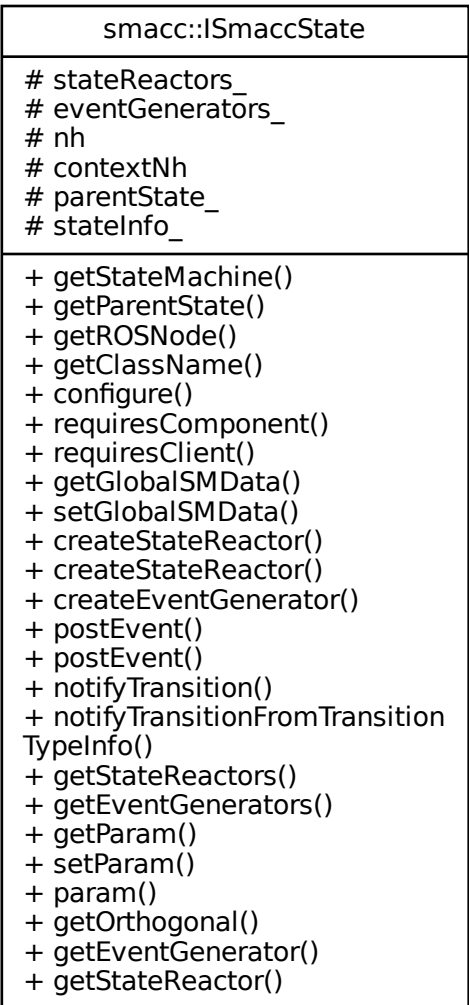 smacc::ISmaccState
# stateReactors_
# eventGenerators_
# nh
# contextNh
# parentState_
# stateInfo_
+ getStateMachine()
+ getParentState()
+ getROSNode()
+ getClassName()
+ configure()
+ requiresComponent()
+ requiresClient()
+ getGlobalSMData()
+ setGlobalSMData()
+ createStateReactor()
+ createStateReactor()
+ createEventGenerator()
+ postEvent()
+ postEvent()
+ notifyTransition()
+ notifyTransitionFromTransition
TypeInfo()
+ getStateReactors()
+ getEventGenerators()
+ getParam()
+ setParam()
+ param()
+ getOrthogonal()
+ getEventGenerator()
+ getStateReactor()